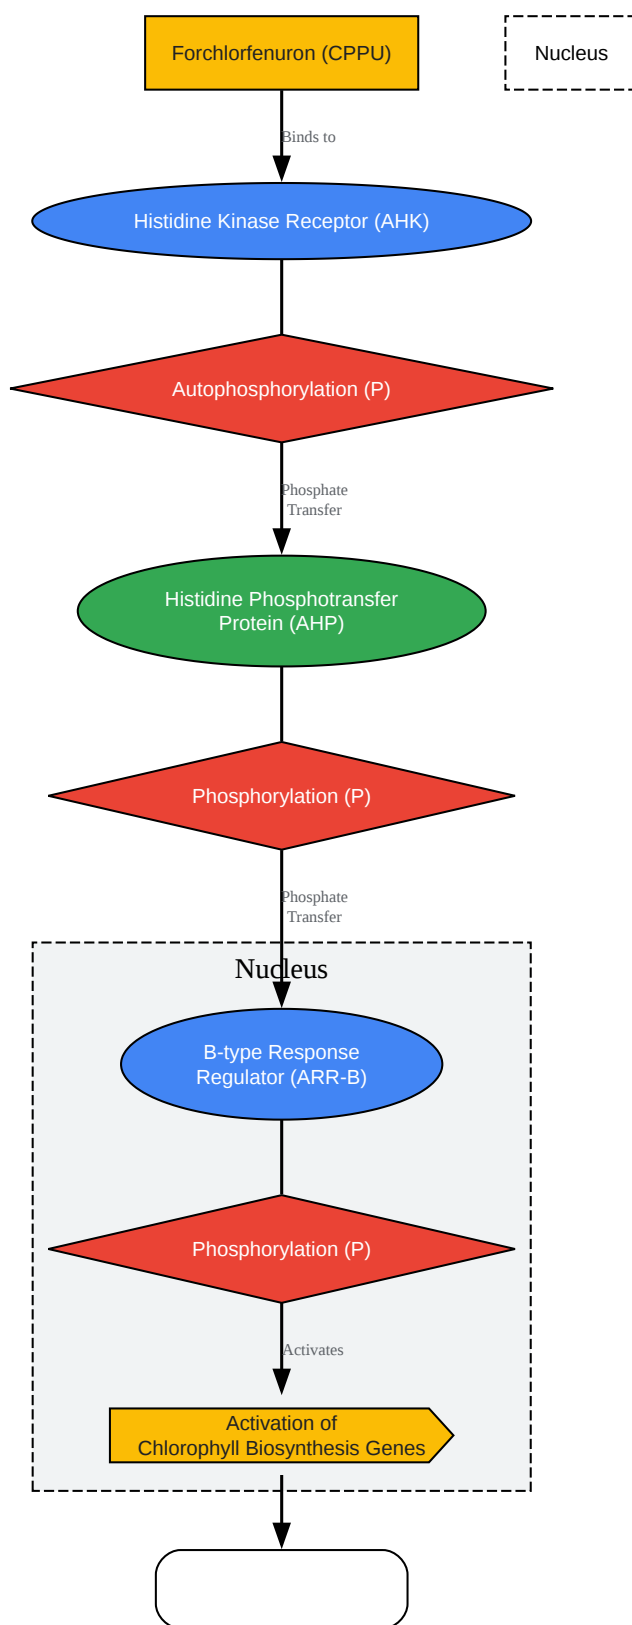 Forchlorfenuron (CPPU)
Nucleus
Binds to
Histidine Kinase Receptor (AHK)
Autophosphorylation (P)
Phosphate
Transfer
Histidine Phosphotransfer
Protein (AHP)
Phosphorylation (P)
Phosphate
Transfer
Nucleus
B-type Response
Regulator (ARR-B)
Phosphorylation (P)
Activates
Activation of
Chlorophyll Biosynthesis Genes